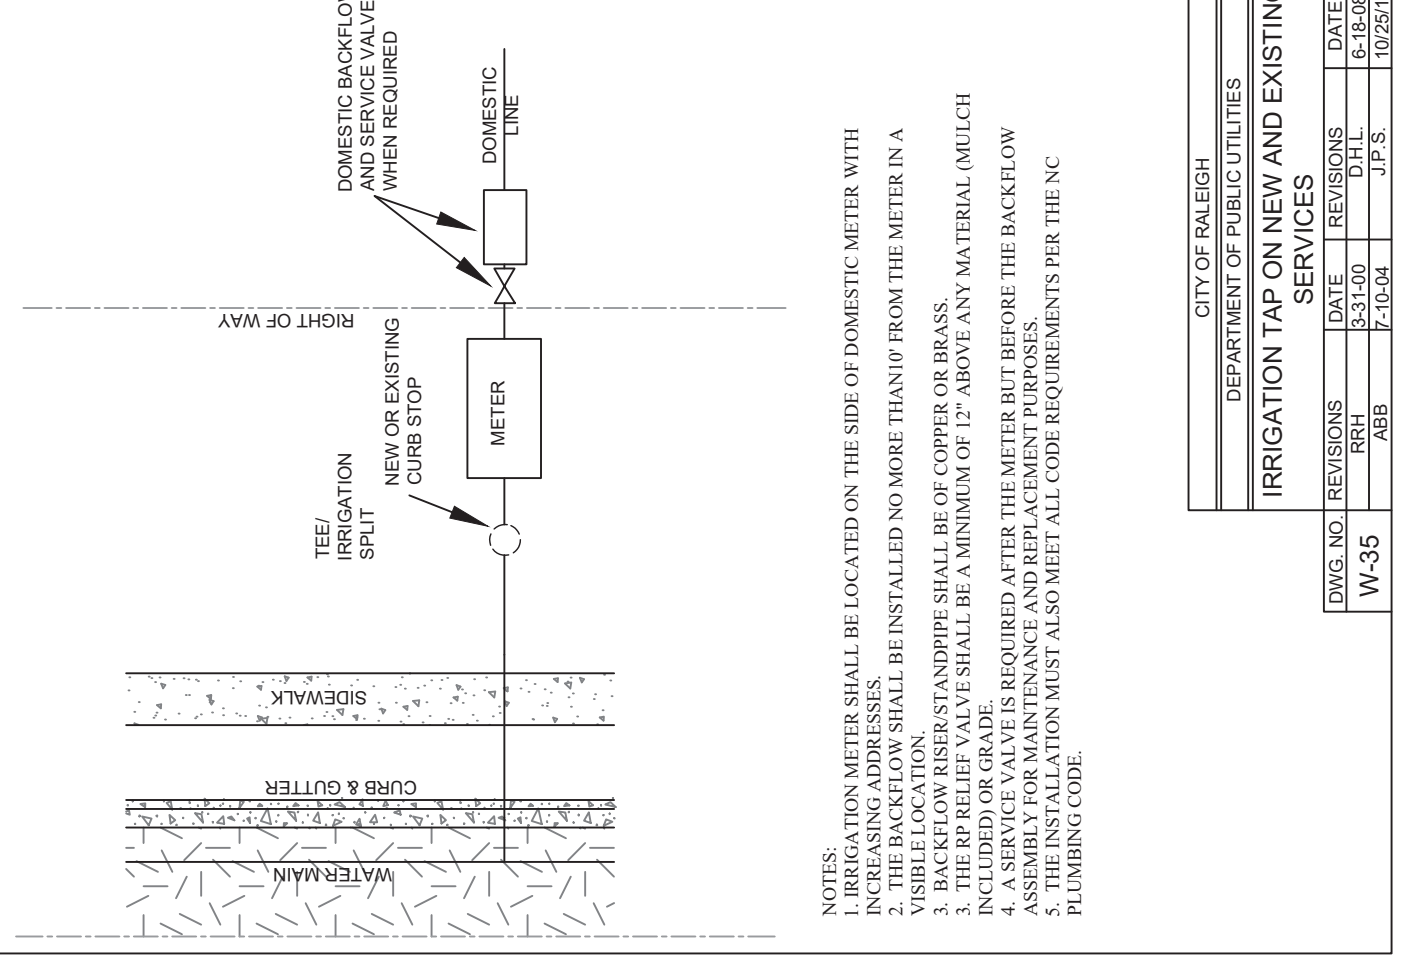 DOMESTIC BACKFLOW
AND SERVICE VALVE
WHEN REQUIRED
DOMESTIC
LINE
RIGHT OF WAY
NEW OR EXISTING
CURB STOP
METER
TEE/
IRRIGATION
SPLIT
SIDEWALK
CURB & GUTTER
WATER MAIN
NOTES:
1. IRRIGATION METER SHALL BE LOCATED ON THE SIDE OF DOMESTIC METER WITH
INCREASING ADDRESSES.
2. THE BACKFLOW SHALL BE INSTALLED NO MORE THAN10' FROM THE METER IN A
VISIBLE LOCATION.
3. BACKFLOW RISER/STANDPIPE SHALL BE OF COPPER OR BRASS.
3. THE RP RELIEF VALVE SHALL BE A MINIMUM OF 12" ABOVE ANY MATERIAL (MULCH
INCLUDED) OR GRADE.
4. A SERVICE VALVE IS REQUIRED AFTER THE METER BUT BEFORE THE BACKFLOW
ASSEMBLY FOR MAINTENANCE AND REPLACEMENT PURPOSES.
5. THE INSTALLATION MUST ALSO MEET ALL CODE REQUIREMENTS PER THE NC
PLUMBING CODE.
CITY OF RALEIGH
DEPARTMENT OF PUBLIC UTILITIES
IRRIGATION TAP ON NEW AND EXISTING
SERVICES
DWG. NO. REVISIONS DATE REVISIONS DATE
W-35 RRH 3-31-00 D.H.L. 6-18-08
ABB 7-10-04 J.P.S. 10/25/1